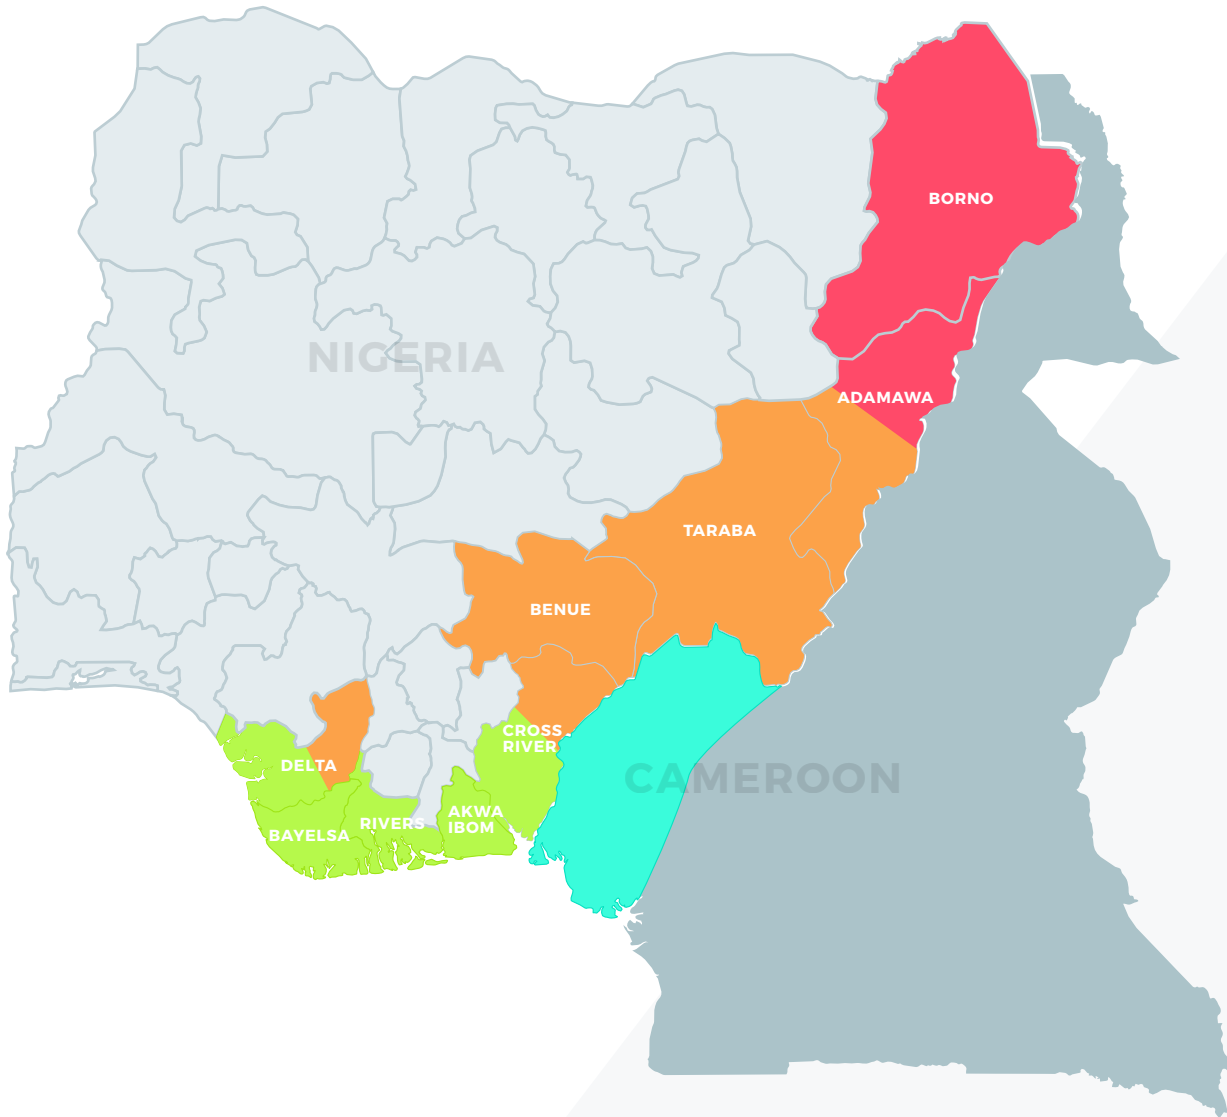 BORNO
NIGERIA
ADAMAWA
TARABA
BENUE
CROSS
RIVER
DELTA
CAMEROON
AKWA
IBOM
RIVERS
BAYELSA